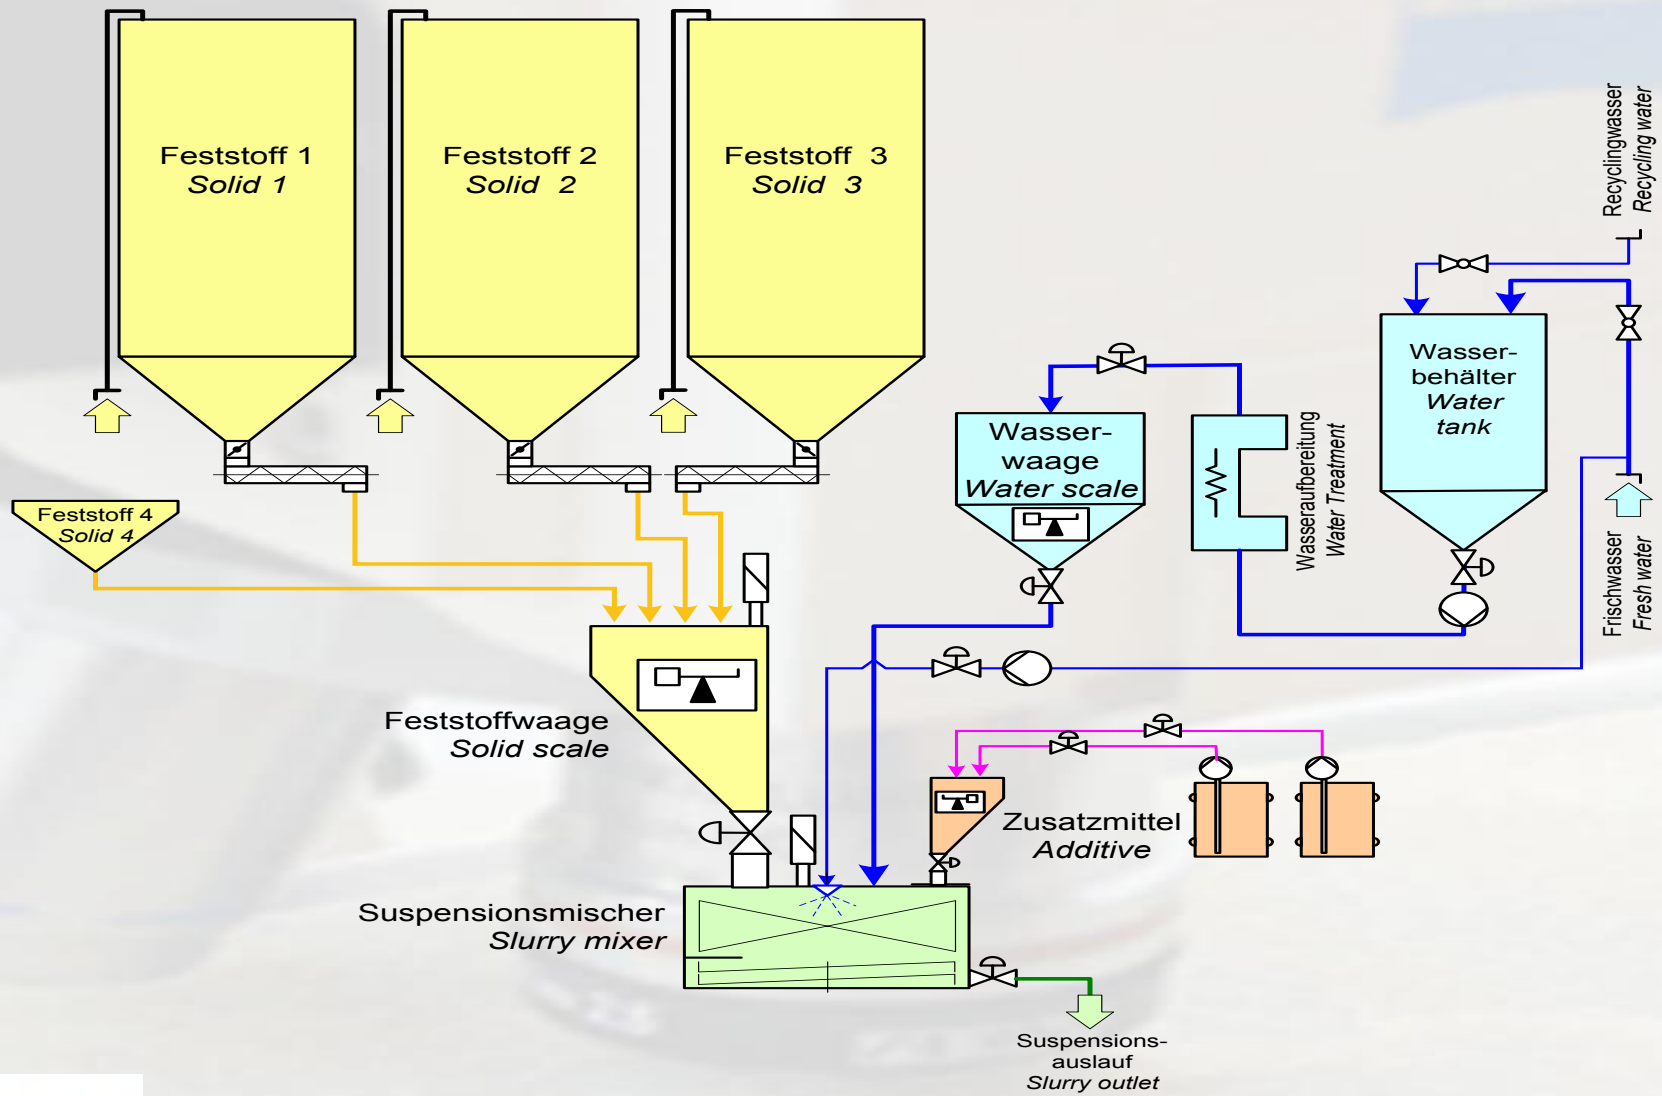 Feststoff 1
Solid 1
Feststoff 2
Solid 2
Feststoff 3
Solid 3
Feststoff 4
Solid 4
Recyclingwasser
Recycling water
Wasser-
behälter
Water
tank
Wasser-
waage
Water scale
Wasseraufbereitung
Water Treatment
Frischwasser
Fresh water
Feststoffwaage
Solid scale
Zusatzmittel
Additive
Suspensionsmischer
Slurry mixer
Suspensions-
auslauf
Slurry outlet